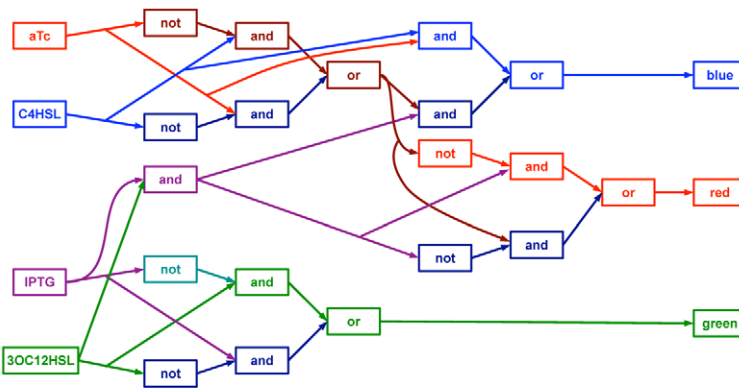 not
and
and
aTc
or
or
blue
C4HSL
not
and
and
not
and
and
or
red
not
and
IPTG
not
and
or
green
3OC12HSL
not
and